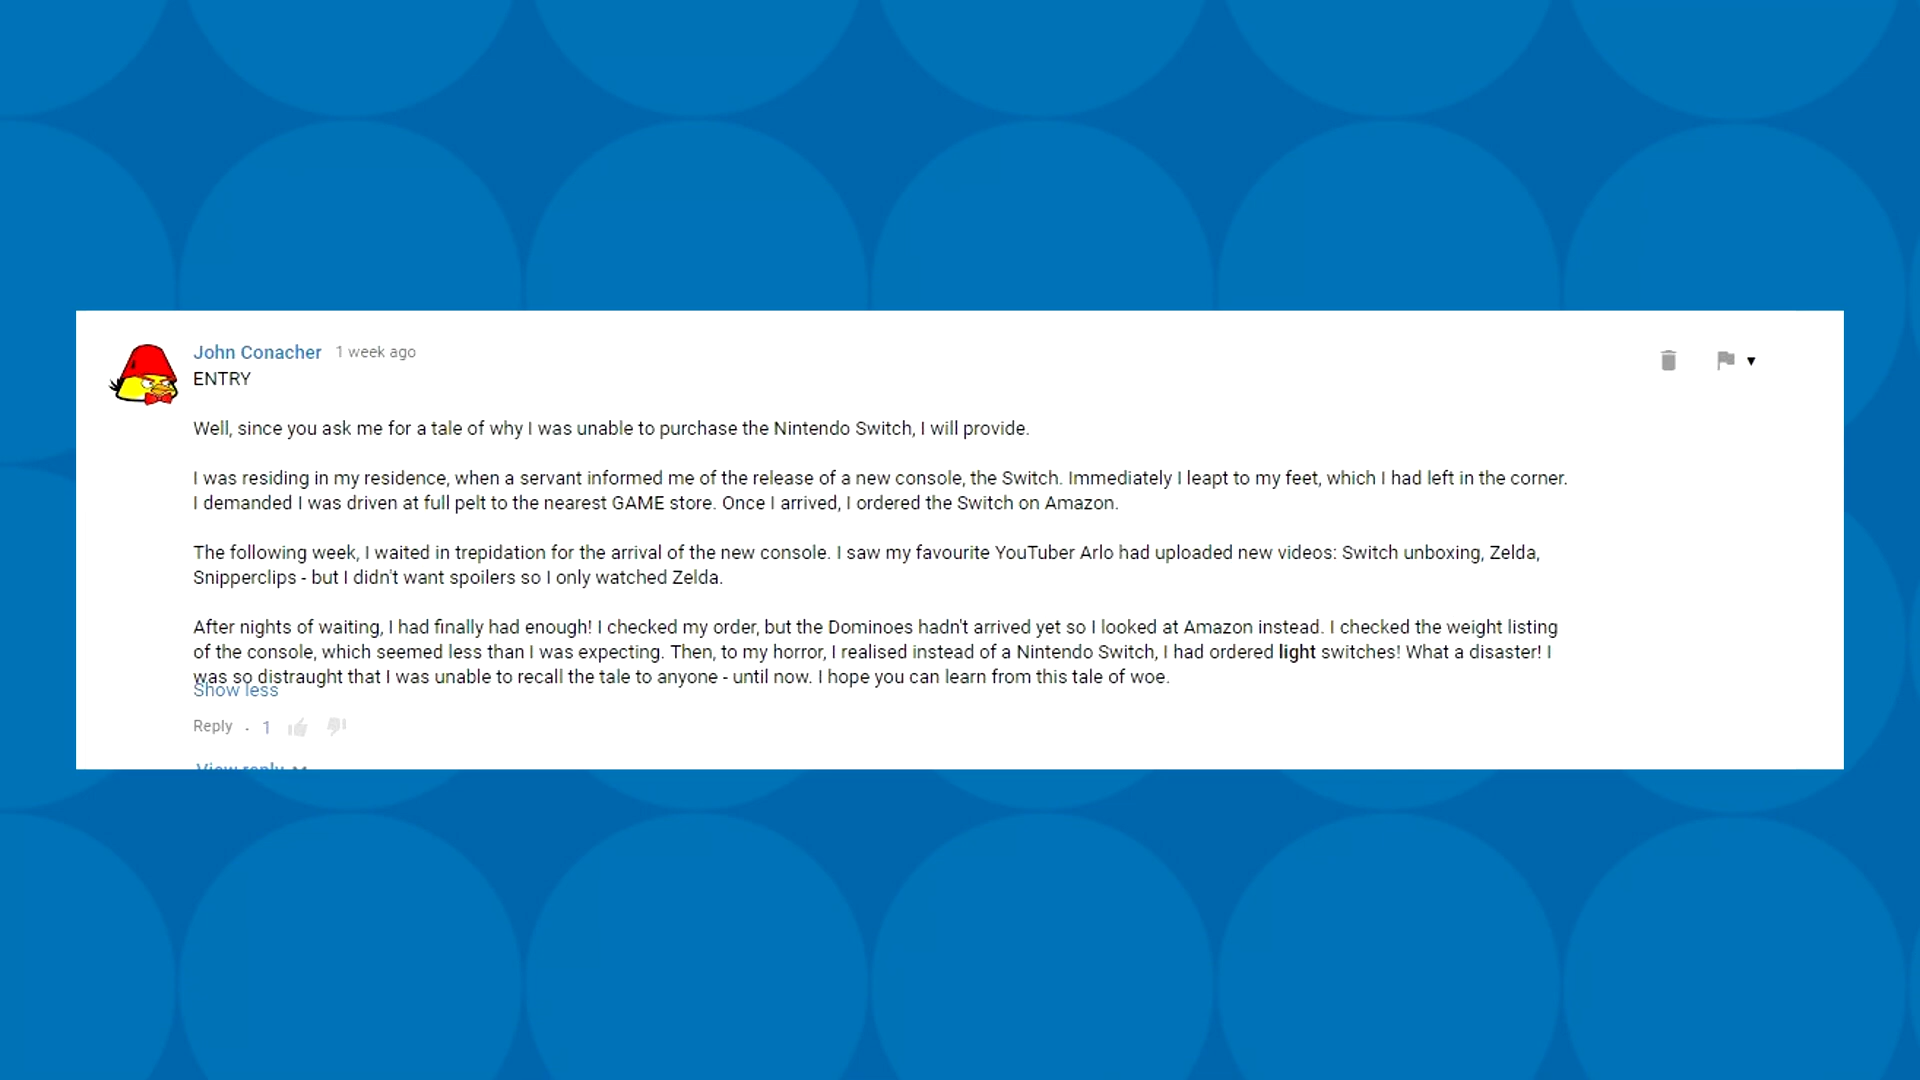 John Conacher 1 week ago
ENTRY
Well, since you ask me for a tale of why I was unable to purchase the Nintendo Switch, I will provide.
I was residing in my residence, when a servant informed me of the release of a new console, the Switch. Immediately I leapt to my feet, which I had left in the corner.
I demanded I was driven at full pelt to the nearest GAME store. Once I arrived, I ordered the Switch on Amazon.
The following week, I waited in trepidation for the arrival of the new console. I saw my favourite YouTuber Arlo had uploaded new videos: Switch unboxing, Zelda,
Snipperclips - but I didn't want spoilers so I only watched Zelda.
After nights of waiting, I had finally had enough! I checked my order, but the Dominoes hadn't arrived yet so I looked at Amazon instead. I checked the weight listing
of the console, which seemed less than I was expecting. Then, to my horror, I realised instead of a Nintendo Switch, I had ordered light switches! What a disaster! I
was so distraught that I was unable to recall the tale to anyone - until now. I hope you can learn from this tale of woe.
Show less
Reply . 1
View reply